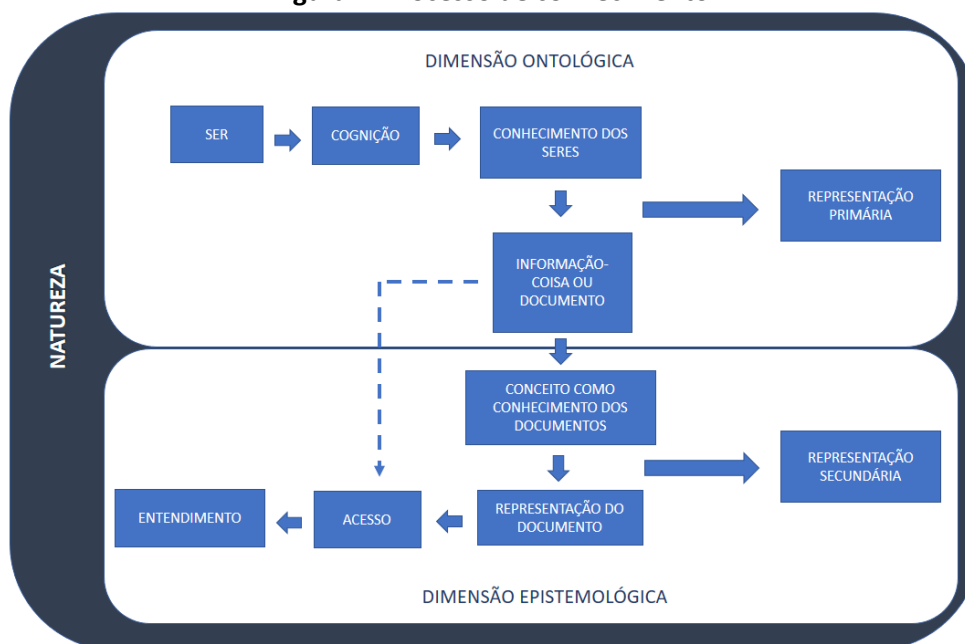 DIMENSÃO ONTOLÓGICA
SER
COGNIÇÃO
CONHECIMENTO DOS
SERES
REPRESENTAÇÃO
PRIMÁRIA
INFORMAÇÃO-
COISA OU
DOCUMENTO
NATUREZA
CONCEITO COMO
CONHECIMENTO DOS
DOCUMENTOS
REPRESENTAÇÃO
SECUNDÁRIA
ENTENDIMENTO
ACESSO
REPRESENTAÇÃO DO
DOCUMENTO
DIMENSÃO EPISTEMOLÓGICA